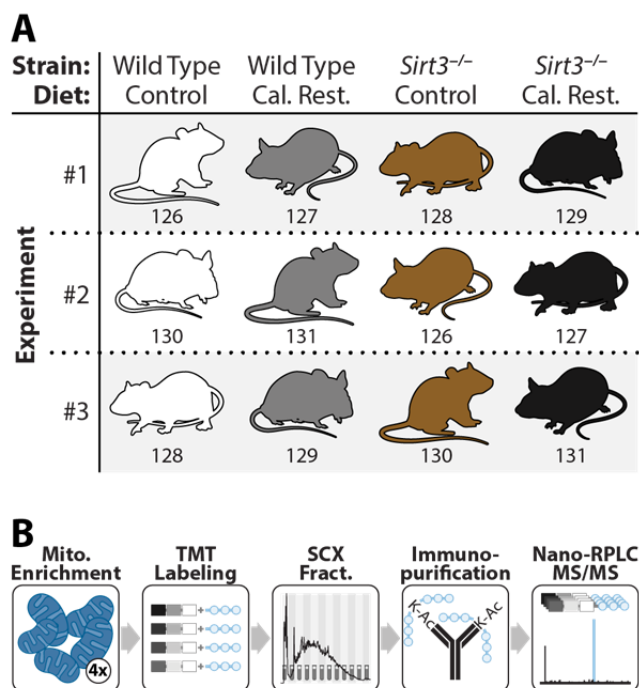 A
Strain: Wild Type Wild Type Sirt3–/– Sirt3–/–
Diet: Control Cal. Rest. Control Cal. Rest.
Experiment
#1
126 127 128 129
#2
130 131 126 127
#3
128 129 130 131
B
Mito. TMT SCX Immuno- Nano-RPLC
Enrichment Labeling Fract. purification MS/MS
K-Ac K-Ac
+
+
+
+
4x